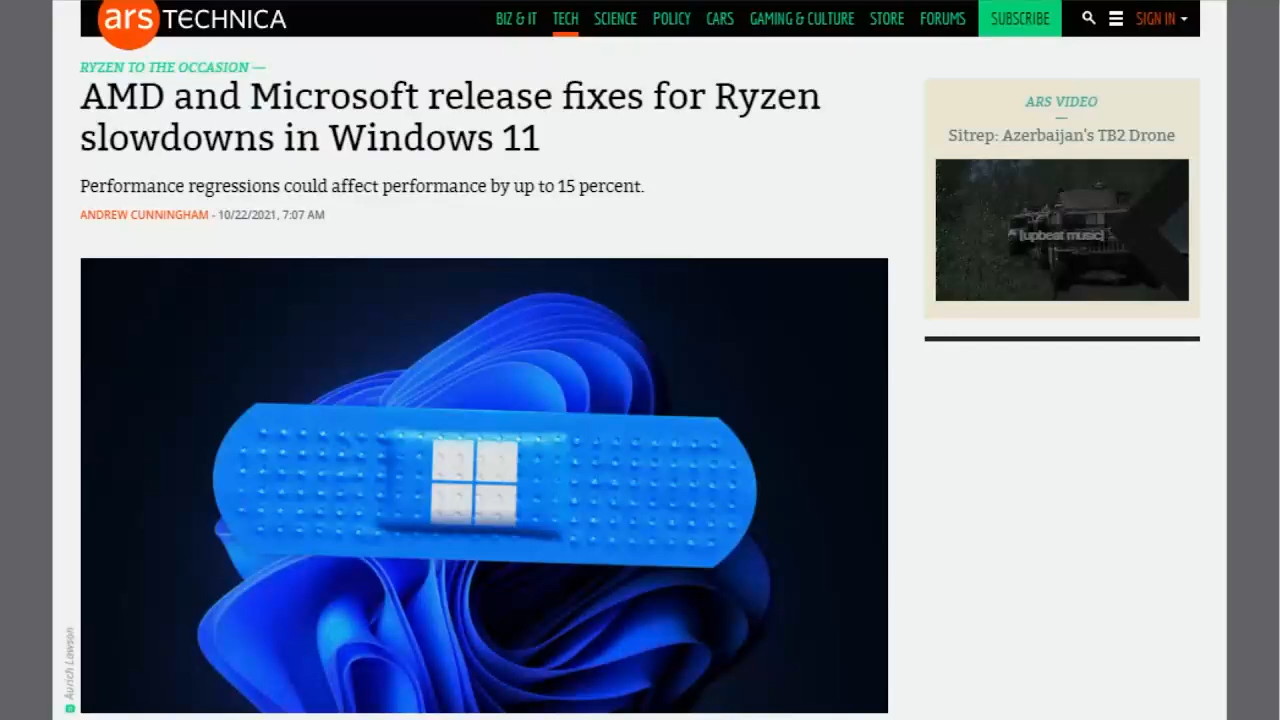 ars TECHNICA
BIZ & IT TECH SCIENCE POLICY CARS GAMING & CULTURE STORE FORUMS SUBSCRIBE SIGN IN
RYZEN TO THE OCCASION —
AMD and Microsoft release fixes for Ryzen
slowdowns in Windows 11
Performance regressions could affect performance by up to 15 percent.
ANDREW CUNNINGHAM - 10/22/2021, 7:07 AM
ARS VIDEO
Sitrep: Azerbaijan's TB2 Drone
[upbeat music]
Aurich Lawson